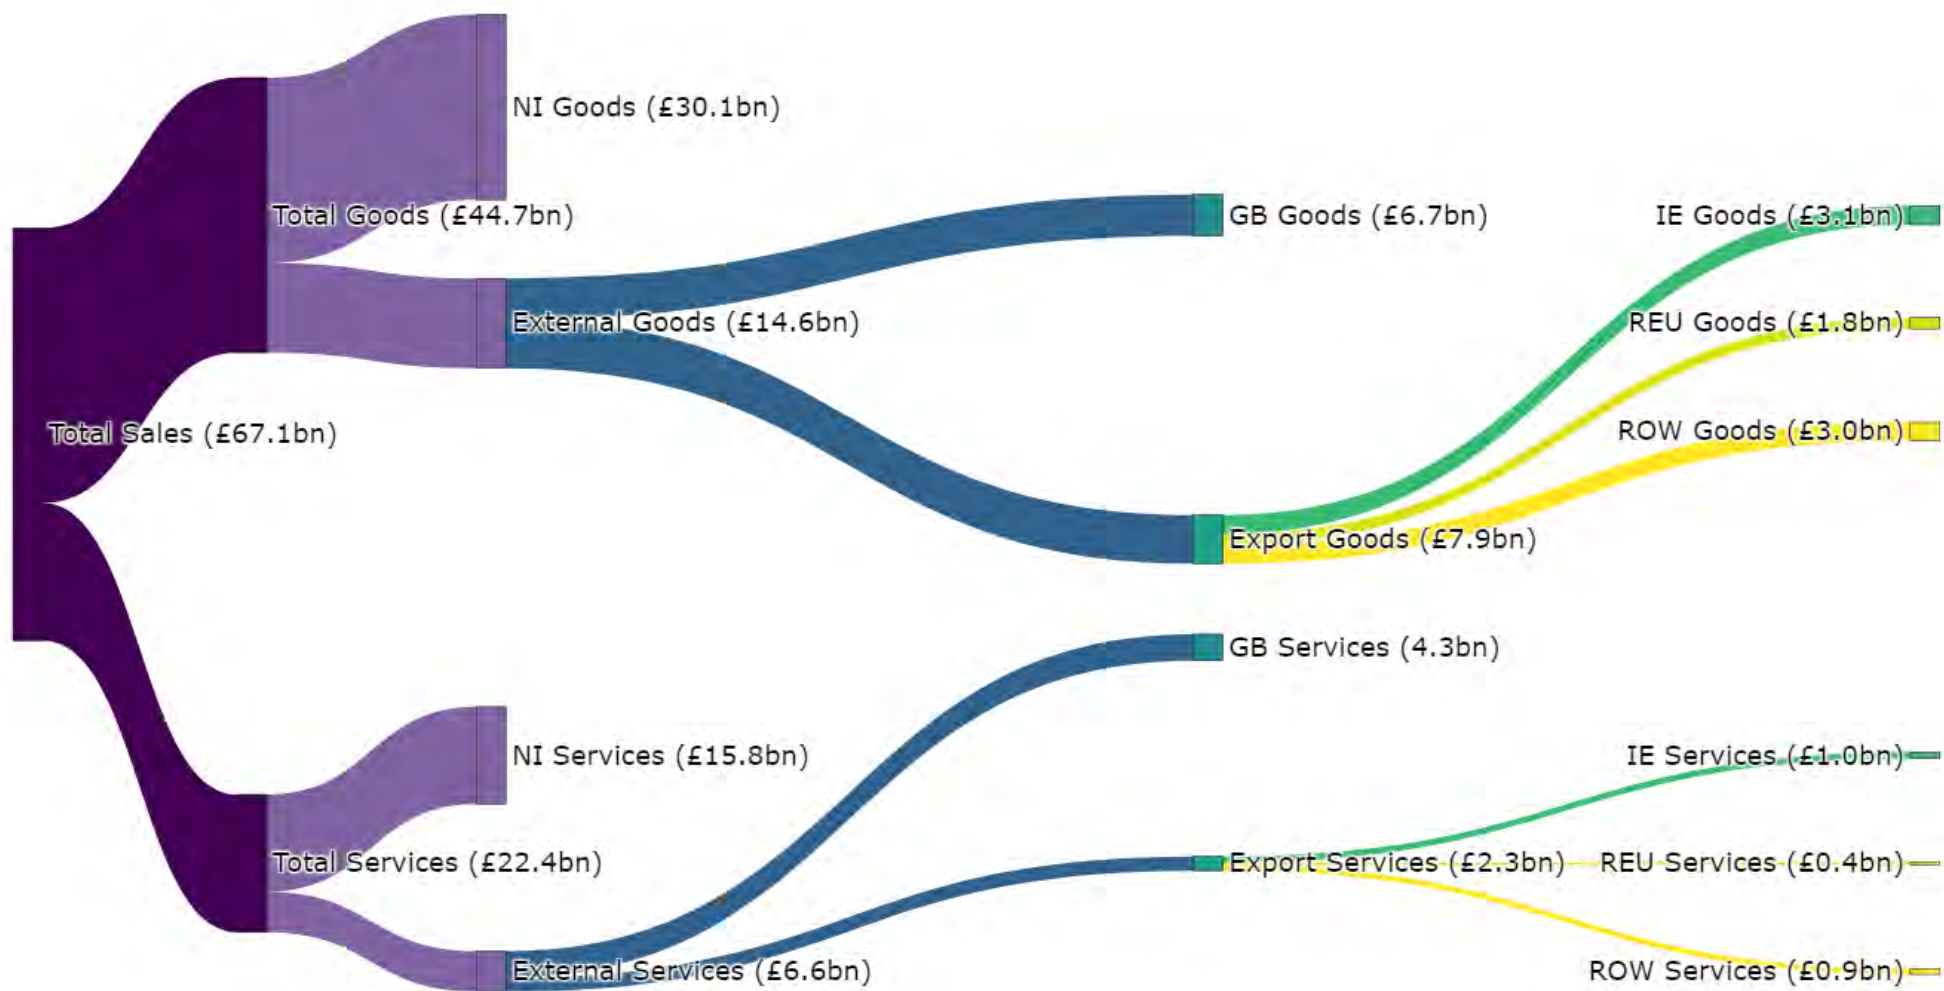 NI Goods (£30.1bn)
Total Goods (£44.7bn)
GB Goods (£6.7bn)
IE Goods (£3.1bn)
External Goods (£14.6bn)
REU Goods (£1.8bn)
Total Sales (£67.1bn)
ROW Goods (£3.0bn)
Export Goods (£7.9bn)
GB Services (4.3bn)
NI Services (£15.8bn)
IE Services (£1.0bn)
Total Services (£22.4bn)
Export Services (£2.3bn)
REU Services (£0.4bn)
External Services (£6.6bn)
ROW Services (£0.9bn)